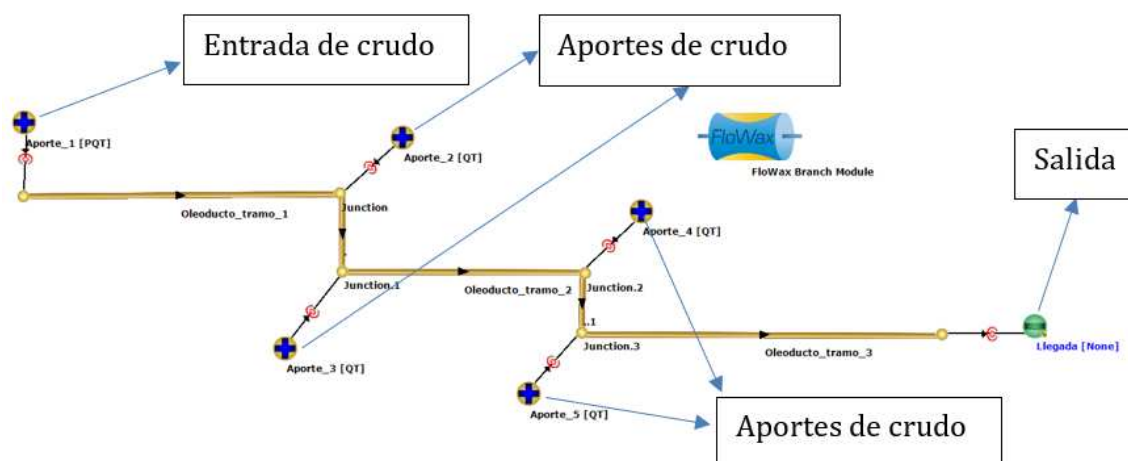 Entrada de crudo
Aportes de crudo
Aporte_1 [PQT]
Aporte_2 [QT]
FloWax
FloWax Branch Module
Salida
Oleoducto_tramo_1
Junction
Aporte_4 [QT]
Junction.1
Oleoducto_tramo_2
Junction.2
..1
Aporte_3 [QT]
Junction.3
Oleoducto_tramo_3
Llegada [None]
Aporte_5 [QT]
Aportes de crudo